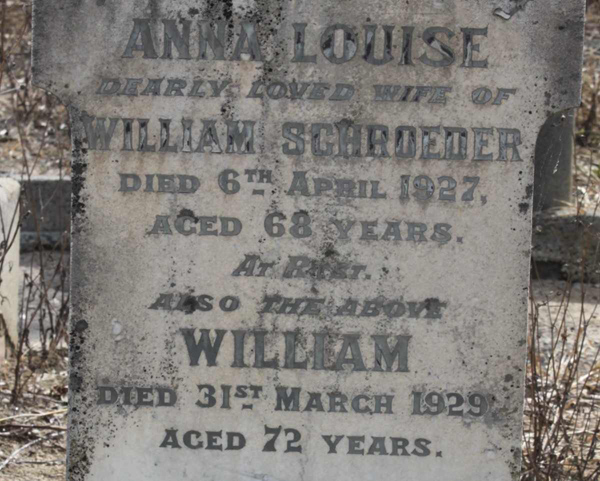 ANNA LOUISE
DEARLY LOVED WIFE OF
WILLIAM SCHROEDER
DIED 6TH APRIL 1927,
AGED 68 YEARS.
AT REST.
ALSO THE ABOVE
WILLIAM
DIED 31ST MARCH 1929
AGED 72 YEARS.